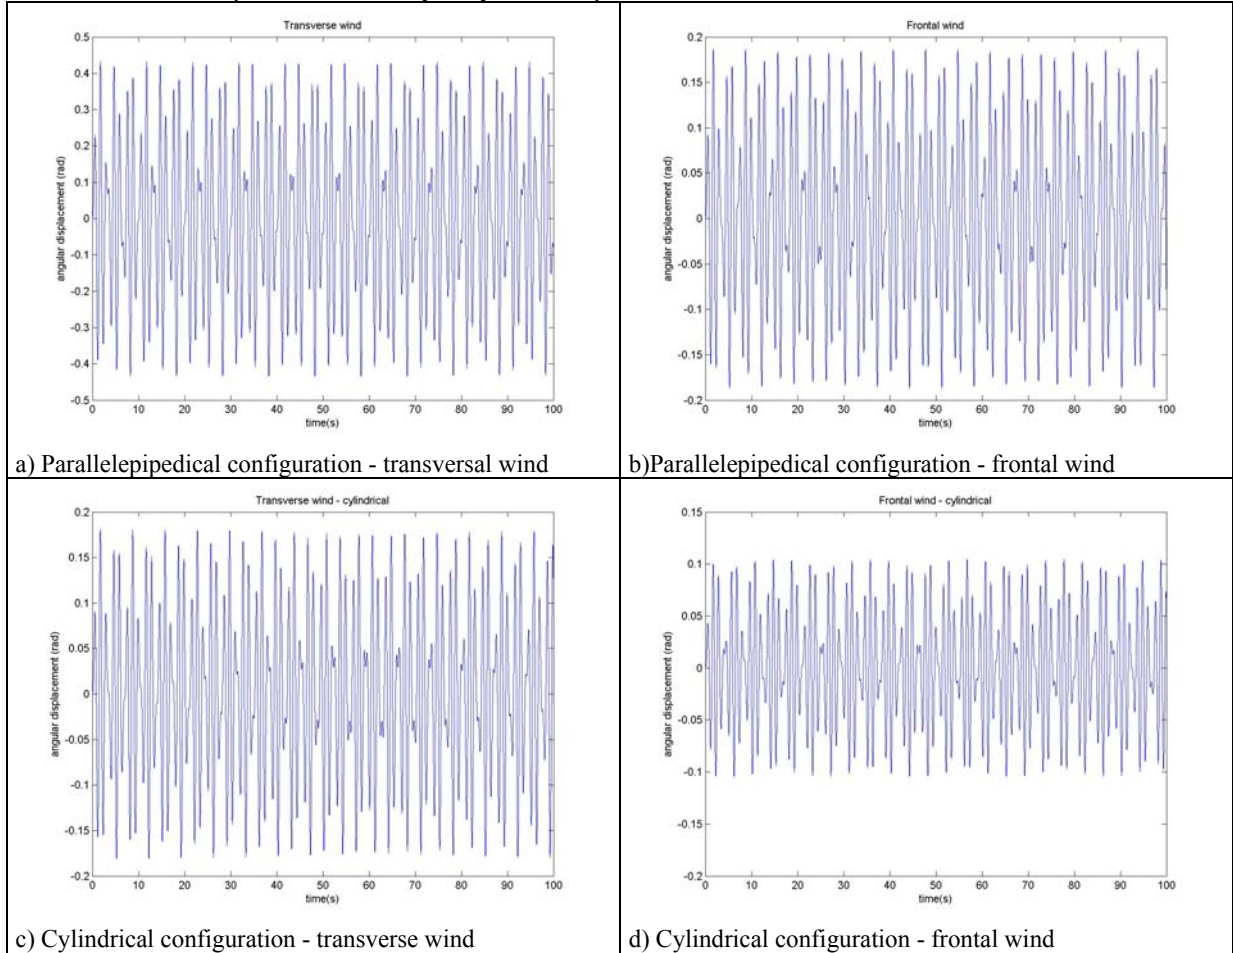 Transverse wind
0.5
0.4
0.3
0.2
0.1
0
-0.1
-0.2
-0.3
-0.4
-0.5
angular displacement (rad)
0 10 20 30 40 50 60 70 80 90 100
time(s)
a) Parallelepipedical configuration - transversal wind
Frontal wind
0.2
0.15
0.1
0.05
0
-0.05
-0.1
-0.15
-0.2
angular displacement (rad)
0 10 20 30 40 50 60 70 80 90 100
time(s)
b)Parallelepipedical configuration - frontal wind
Transverse wind - cylindrical
0.2
0.15
0.1
0.05
0
-0.05
-0.1
-0.15
-0.2
angular displacement (rad)
0 10 20 30 40 50 60 70 80 90 100
time(s)
c) Cylindrical configuration - transverse wind
Frontal wind - cylindrical
0.15
0.1
0.05
0
-0.05
-0.1
-0.15
-0.2
angular displacement (rad)
0 10 20 30 40 50 60 70 80 90 100
time(s)
d) Cylindrical configuration - frontal wind